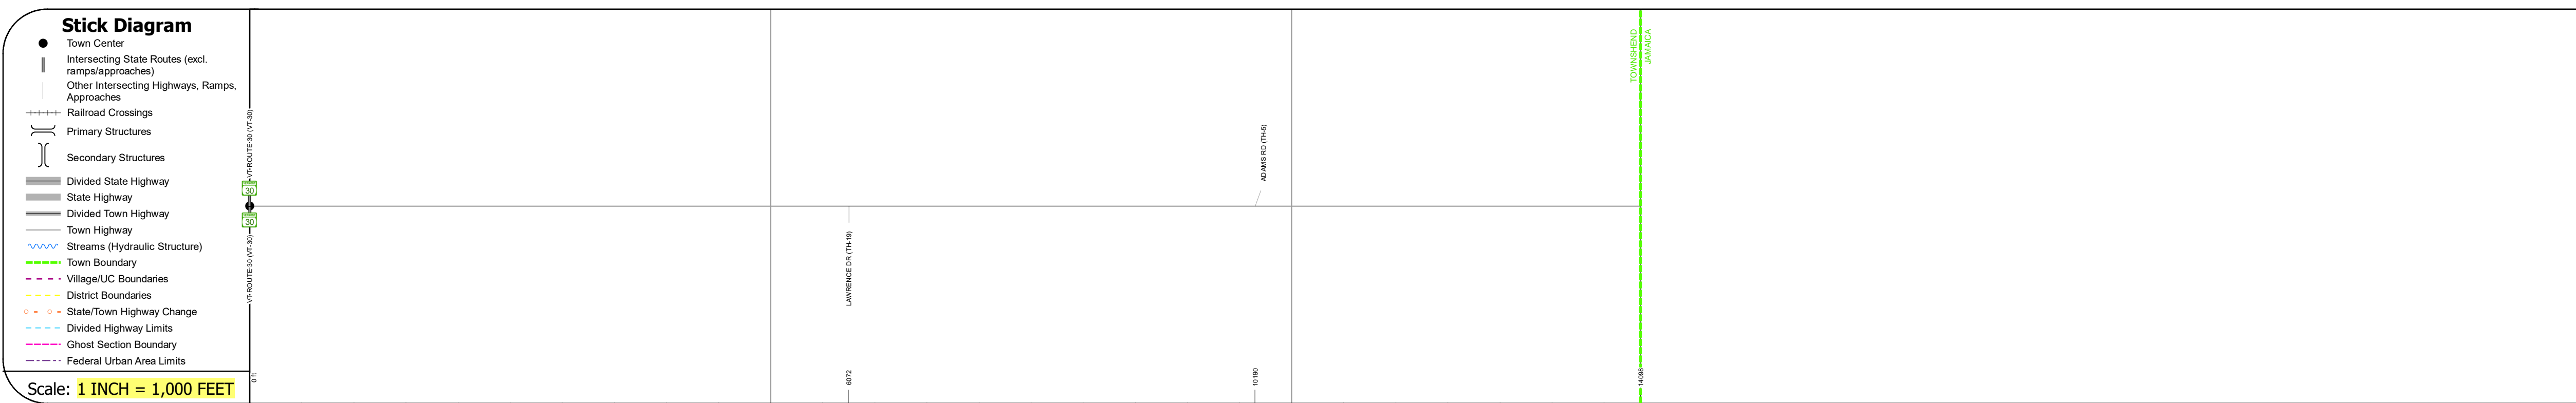 Stick Diagram
Town Center
Intersecting State Routes (excl.
ramps/approaches)
Other Intersecting Highways, Ramps,
Approaches
Railroad Crossings
Primary Structures
Secondary Structures
Divided State Highway
State Highway
Divided Town Highway
Town Highway
Streams (Hydraulic Structure)
Town Boundary
Village/UC Boundaries
District Boundaries
State/Town Highway Change
Divided Highway Limits
Ghost Section Boundary
Federal Urban Area Limits
Scale: 1 INCH = 1,000 FEET
VT-ROUTE-30 (VT-30)
30
30
VT-ROUTE-30 (VT-30)
0 ft
LAWRENCE DR (TH-19)
6072
ADAMS RD (TH-5)
10190
TOWNSHEND
JAMAICA
14098